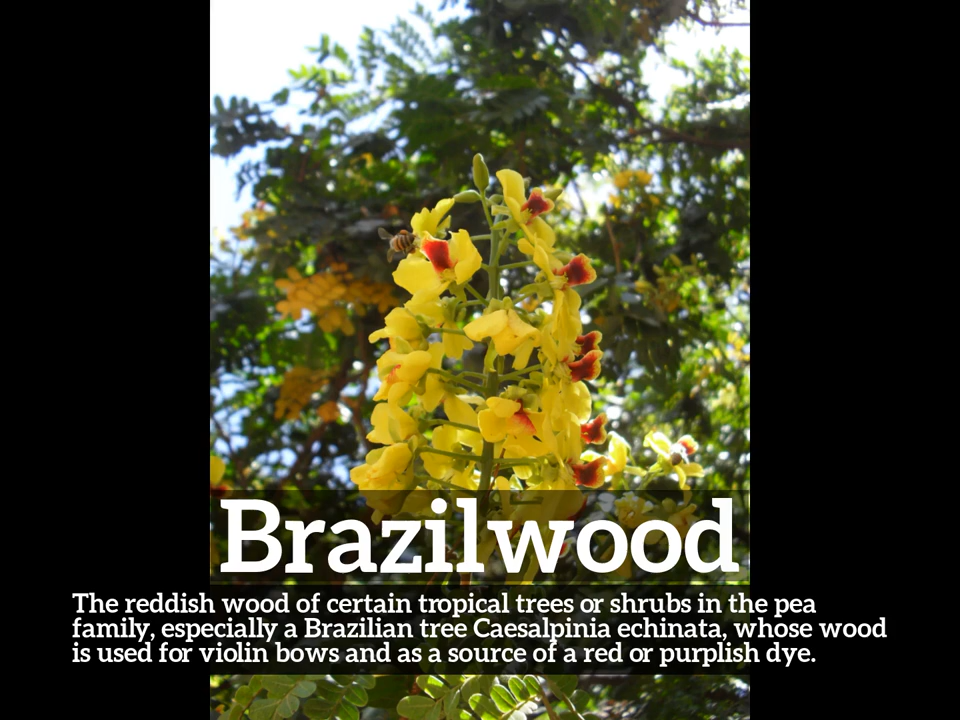 Brazilwood
The reddish wood of certain tropical trees or shrubs in the pea
family, especially a Brazilian tree Caesalpinia echinata, whose wood
is used for violin bows and as a source of a red or purplish dye.